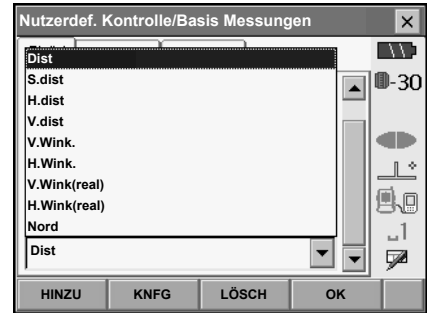 Nutzerdef. Kontrolle/Basis Messungen
Dist
S.dist
H.dist
V.dist
V.Wink.
H.Wink.
V.Wink(real)
H.Wink(real)
Nord
Dist
-30
1
HINZU KNFG LÖSCH OK